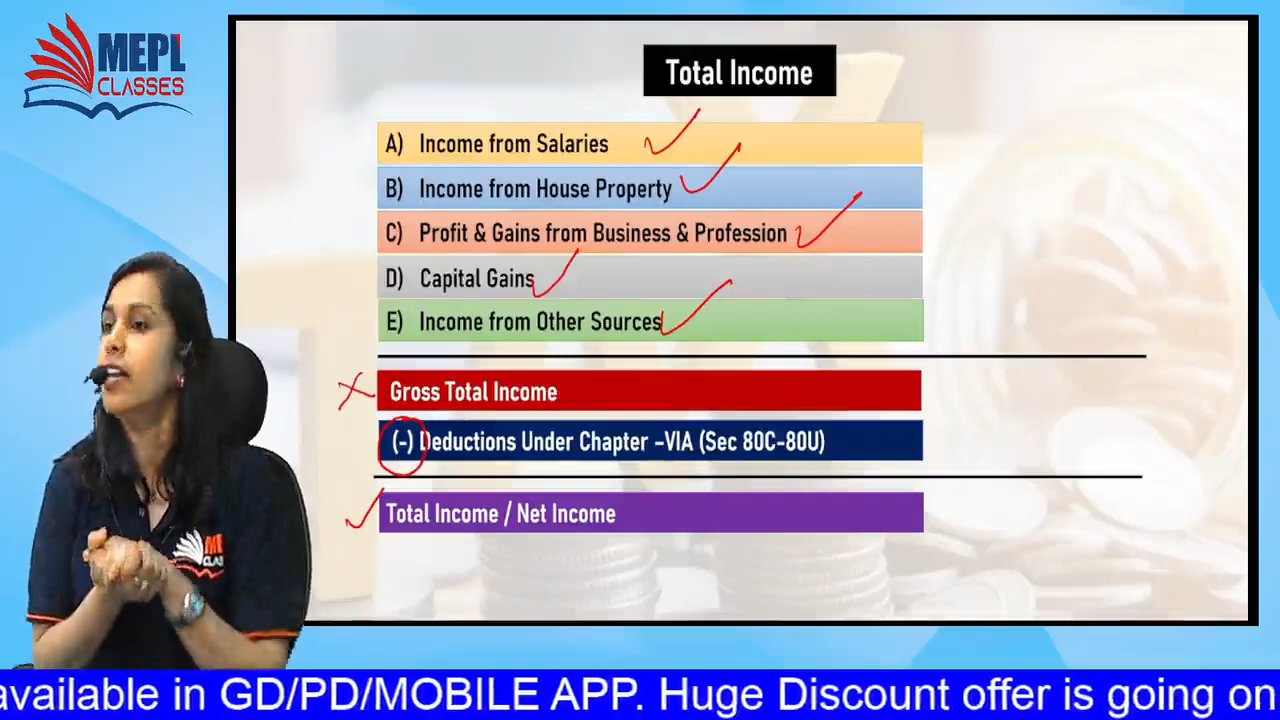 MEPL
CLASSES
Total Income
A) Income from Salaries
B) Income from House Property
C) Profit & Gains from Business & Profession
D) Capital Gains
E) Income from Other Sources
Gross Total Income
(-) Deductions Under Chapter –VIA (Sec 80C-80U)
Total Income / Net Income
ME
CLAS
available in GD/PD/MOBILE APP. Huge Discount offer is going on